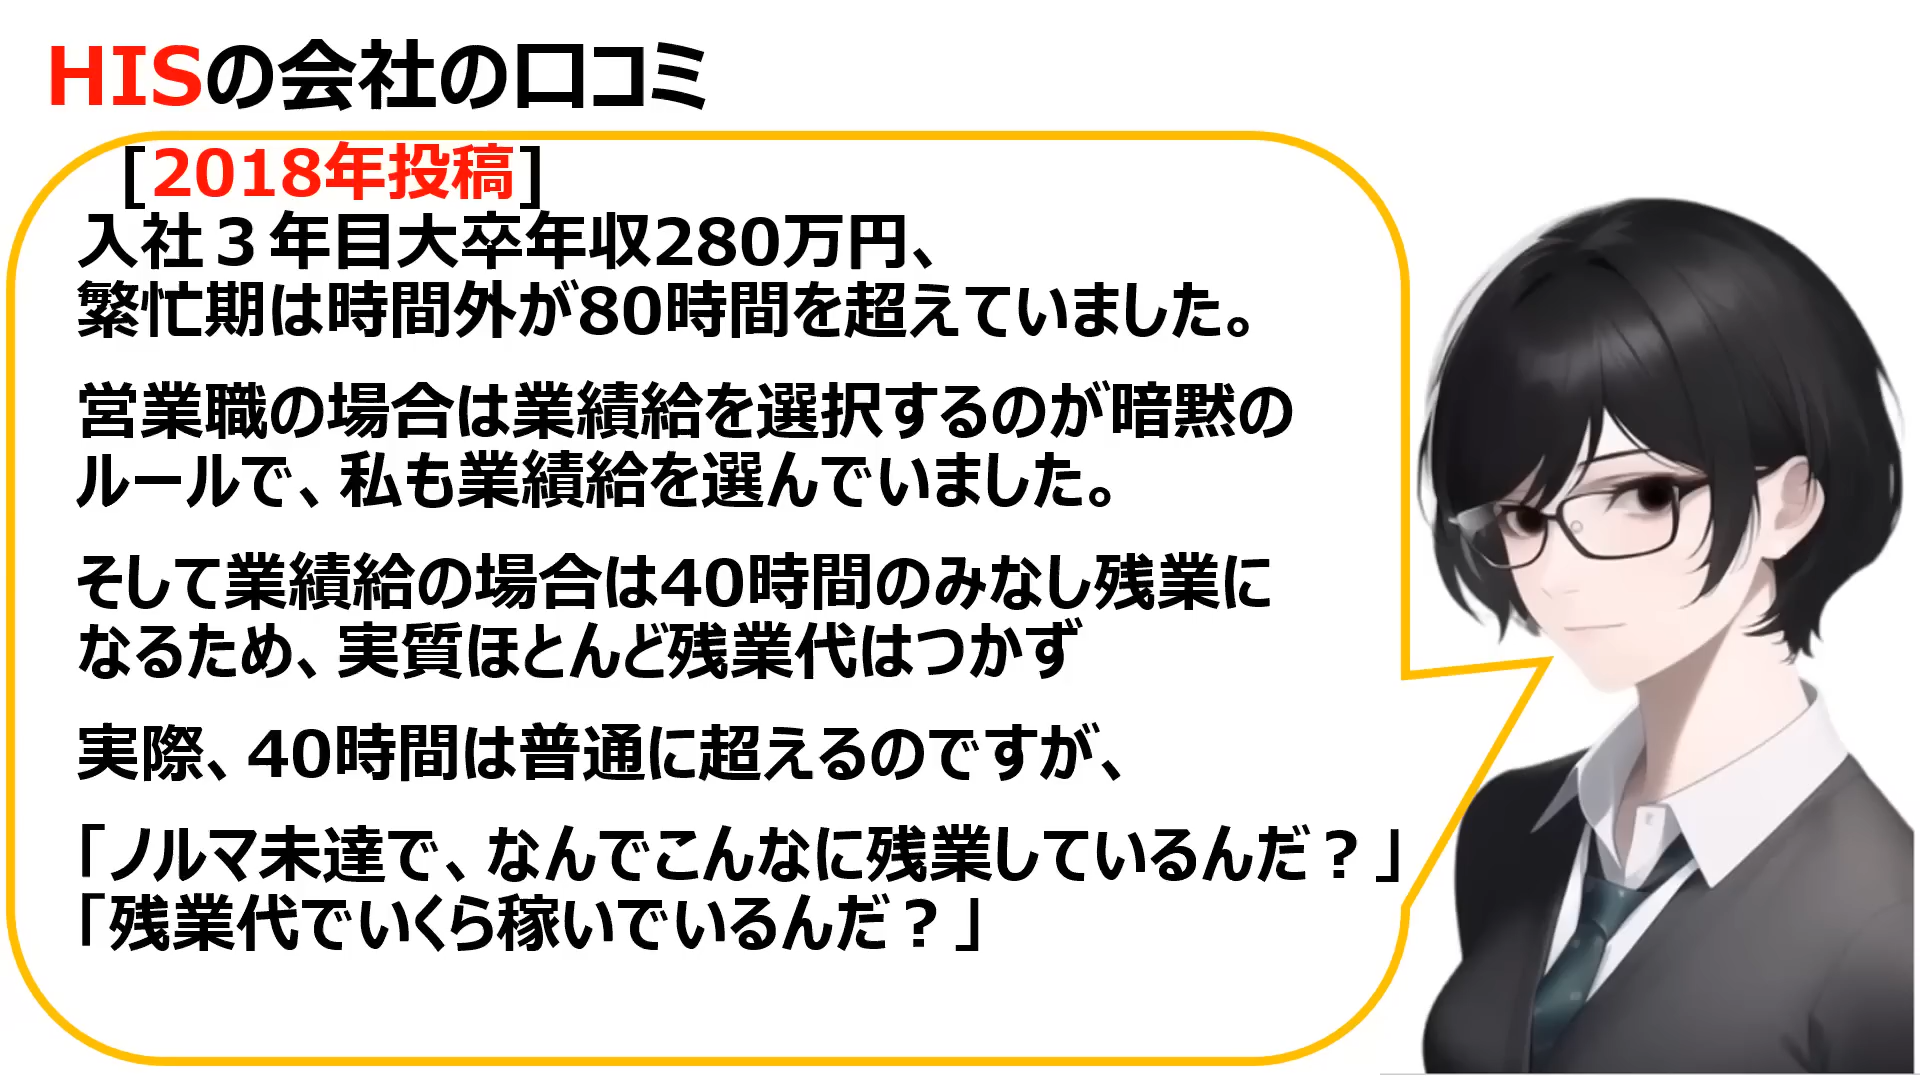 HISの会社の口コミ
[2018年投稿]
入社３年目大卒年収280万円、
繁忙期は時間外が80時間を超えていました。
営業職の場合は業績給を選択するのが暗黙の
ルールで、私も業績給を選んでいました。
そして業績給の場合は40時間のみなし残業に
なるため、実質ほとんど残業代はつかず
実際、40時間は普通に超えるのですが、
「ノルマ未達で、なんでこんなに残業しているんだ？」
「残業代でいくら稼いでいるんだ？」